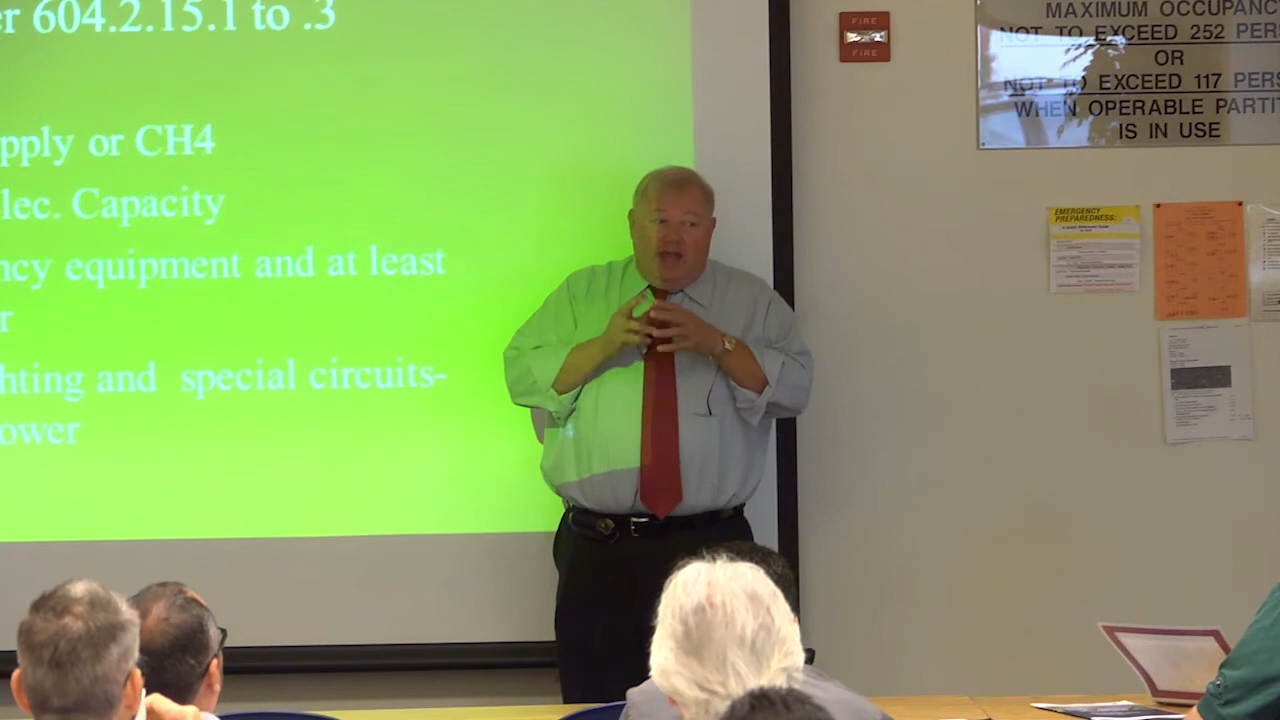 er 604.2.15.1 to .3
pply or CH4
lec. Capacity
ncy equipment and at least
r
hting and special circuits-
ower
FIRE
FIRE
MAXIMUM OCCUPANC
NOT TO EXCEED 252 PERS
OR
NOT TO EXCEED 117 PERS
WHEN OPERABLE PARTIT
IS IN USE
EMERGENCY
PREPAREDNESS: